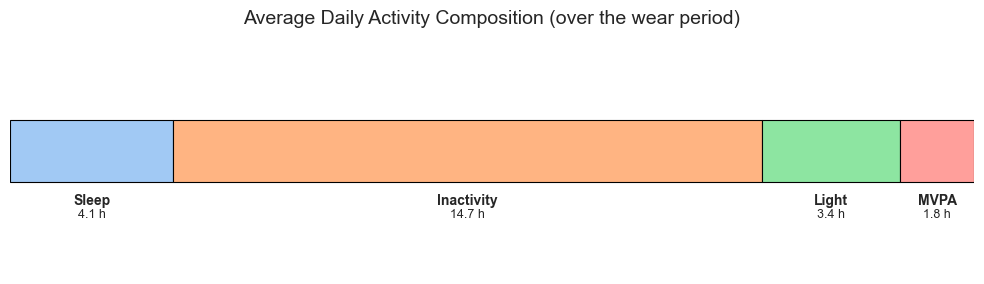 Average Daily Activity Composition (over the wear period)
Sleep
4.1 h
Inactivity
14.7 h
Light
3.4 h
MVPA
1.8 h